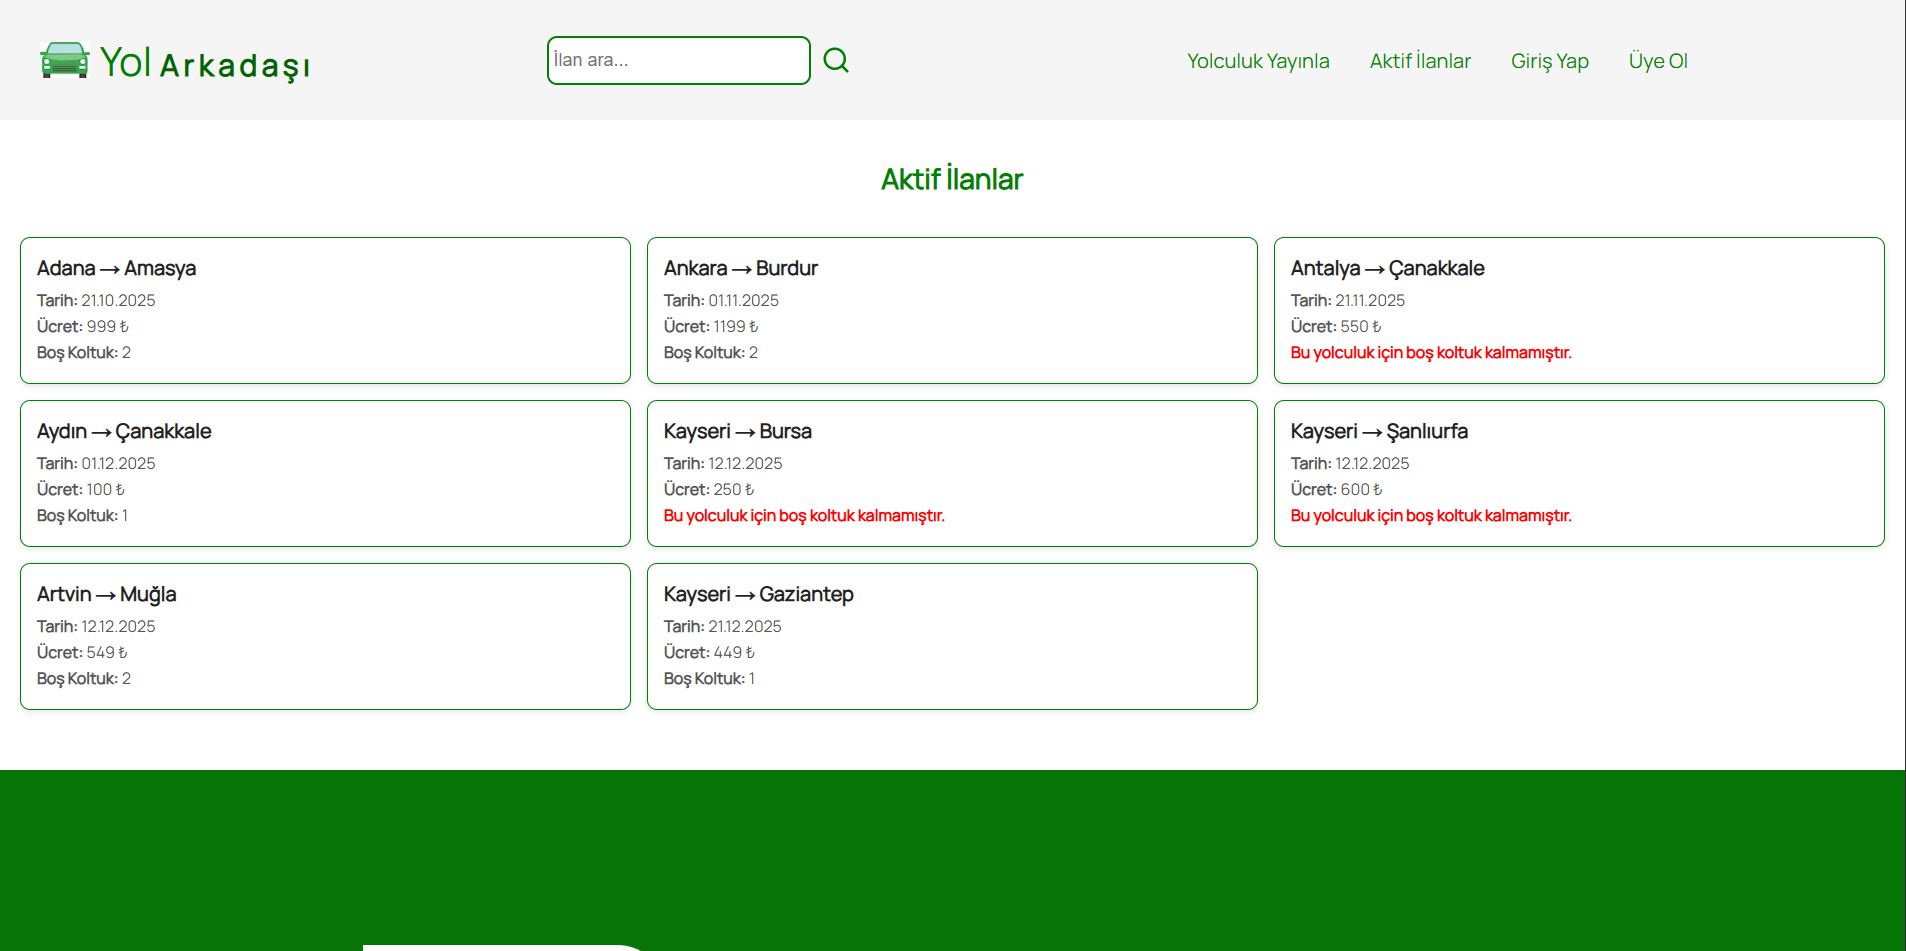 Yol Arkadaşı
İlan ara...
Yolculuk Yayınla
Aktif İlanlar
Giriş Yap
Üye Ol
Aktif İlanlar
Adana → Amasya
Tarih: 21.10.2025
Ücret: 999 ₺
Boş Koltuk: 2
Ankara → Burdur
Tarih: 01.11.2025
Ücret: 1199 ₺
Boş Koltuk: 2
Antalya → Çanakkale
Tarih: 21.11.2025
Ücret: 550 ₺
Bu yolculuk için boş koltuk kalmamıştır.
Aydın → Çanakkale
Tarih: 01.12.2025
Ücret: 100 ₺
Boş Koltuk: 1
Kayseri → Bursa
Tarih: 12.12.2025
Ücret: 250 ₺
Bu yolculuk için boş koltuk kalmamıştır.
Kayseri → Şanlıurfa
Tarih: 12.12.2025
Ücret: 600 ₺
Bu yolculuk için boş koltuk kalmamıştır.
Artvin → Muğla
Tarih: 12.12.2025
Ücret: 549 ₺
Boş Koltuk: 2
Kayseri → Gaziantep
Tarih: 21.12.2025
Ücret: 449 ₺
Boş Koltuk: 1